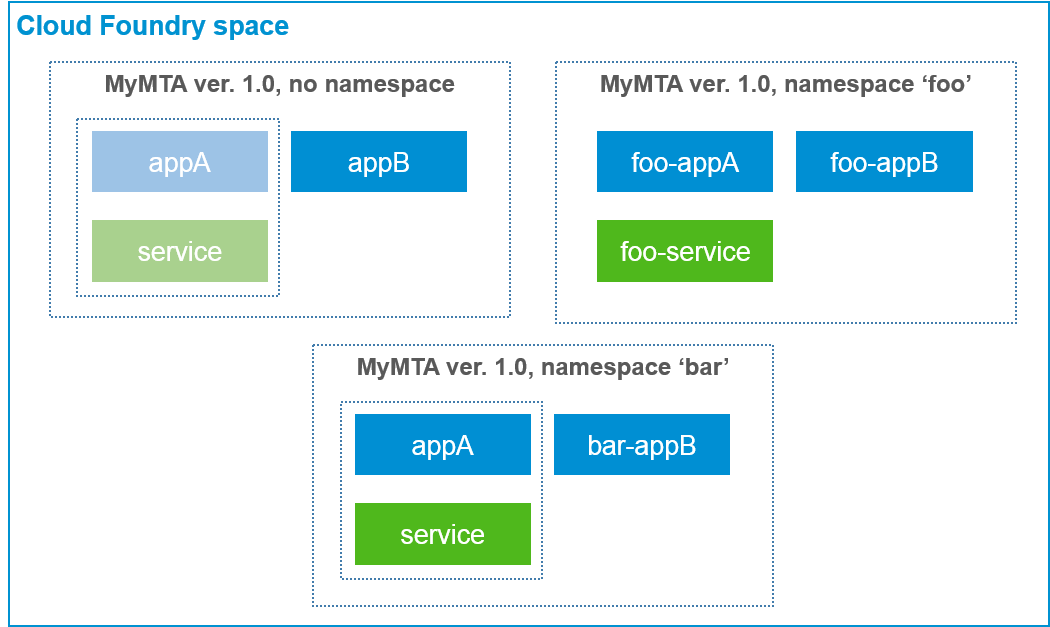 Cloud Foundry space
MyMTA ver. 1.0, no namespace
appA
appB
service
MyMTA ver. 1.0, namespace ‘foo’
foo-appA
foo-appB
foo-service
MyMTA ver. 1.0, namespace ‘bar’
appA
bar-appB
service